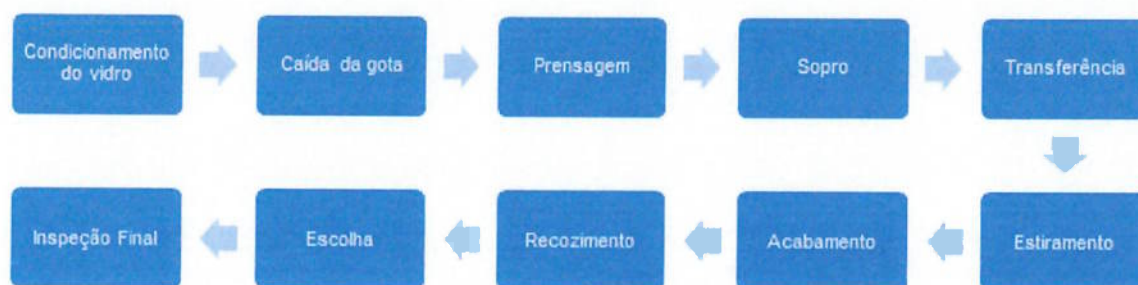 Condicionamento
do vidro
Caída da gota
Prensagem
Sopro
Transferência
Estiramento
Acabamento
Recozimento
Escolha
Inspeção Final